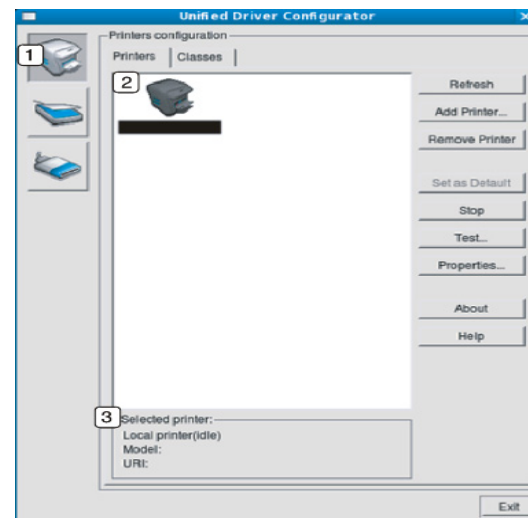 Unified Driver Configurator
1
Printers configuration
Printers
Classes
2
Refresh
Add Printer...
Remove Printer
Set as Default
Stop
Test...
Properties...
About
Help
3
Selected printer:
Local printer(idle)
Model:
URI:
Exit